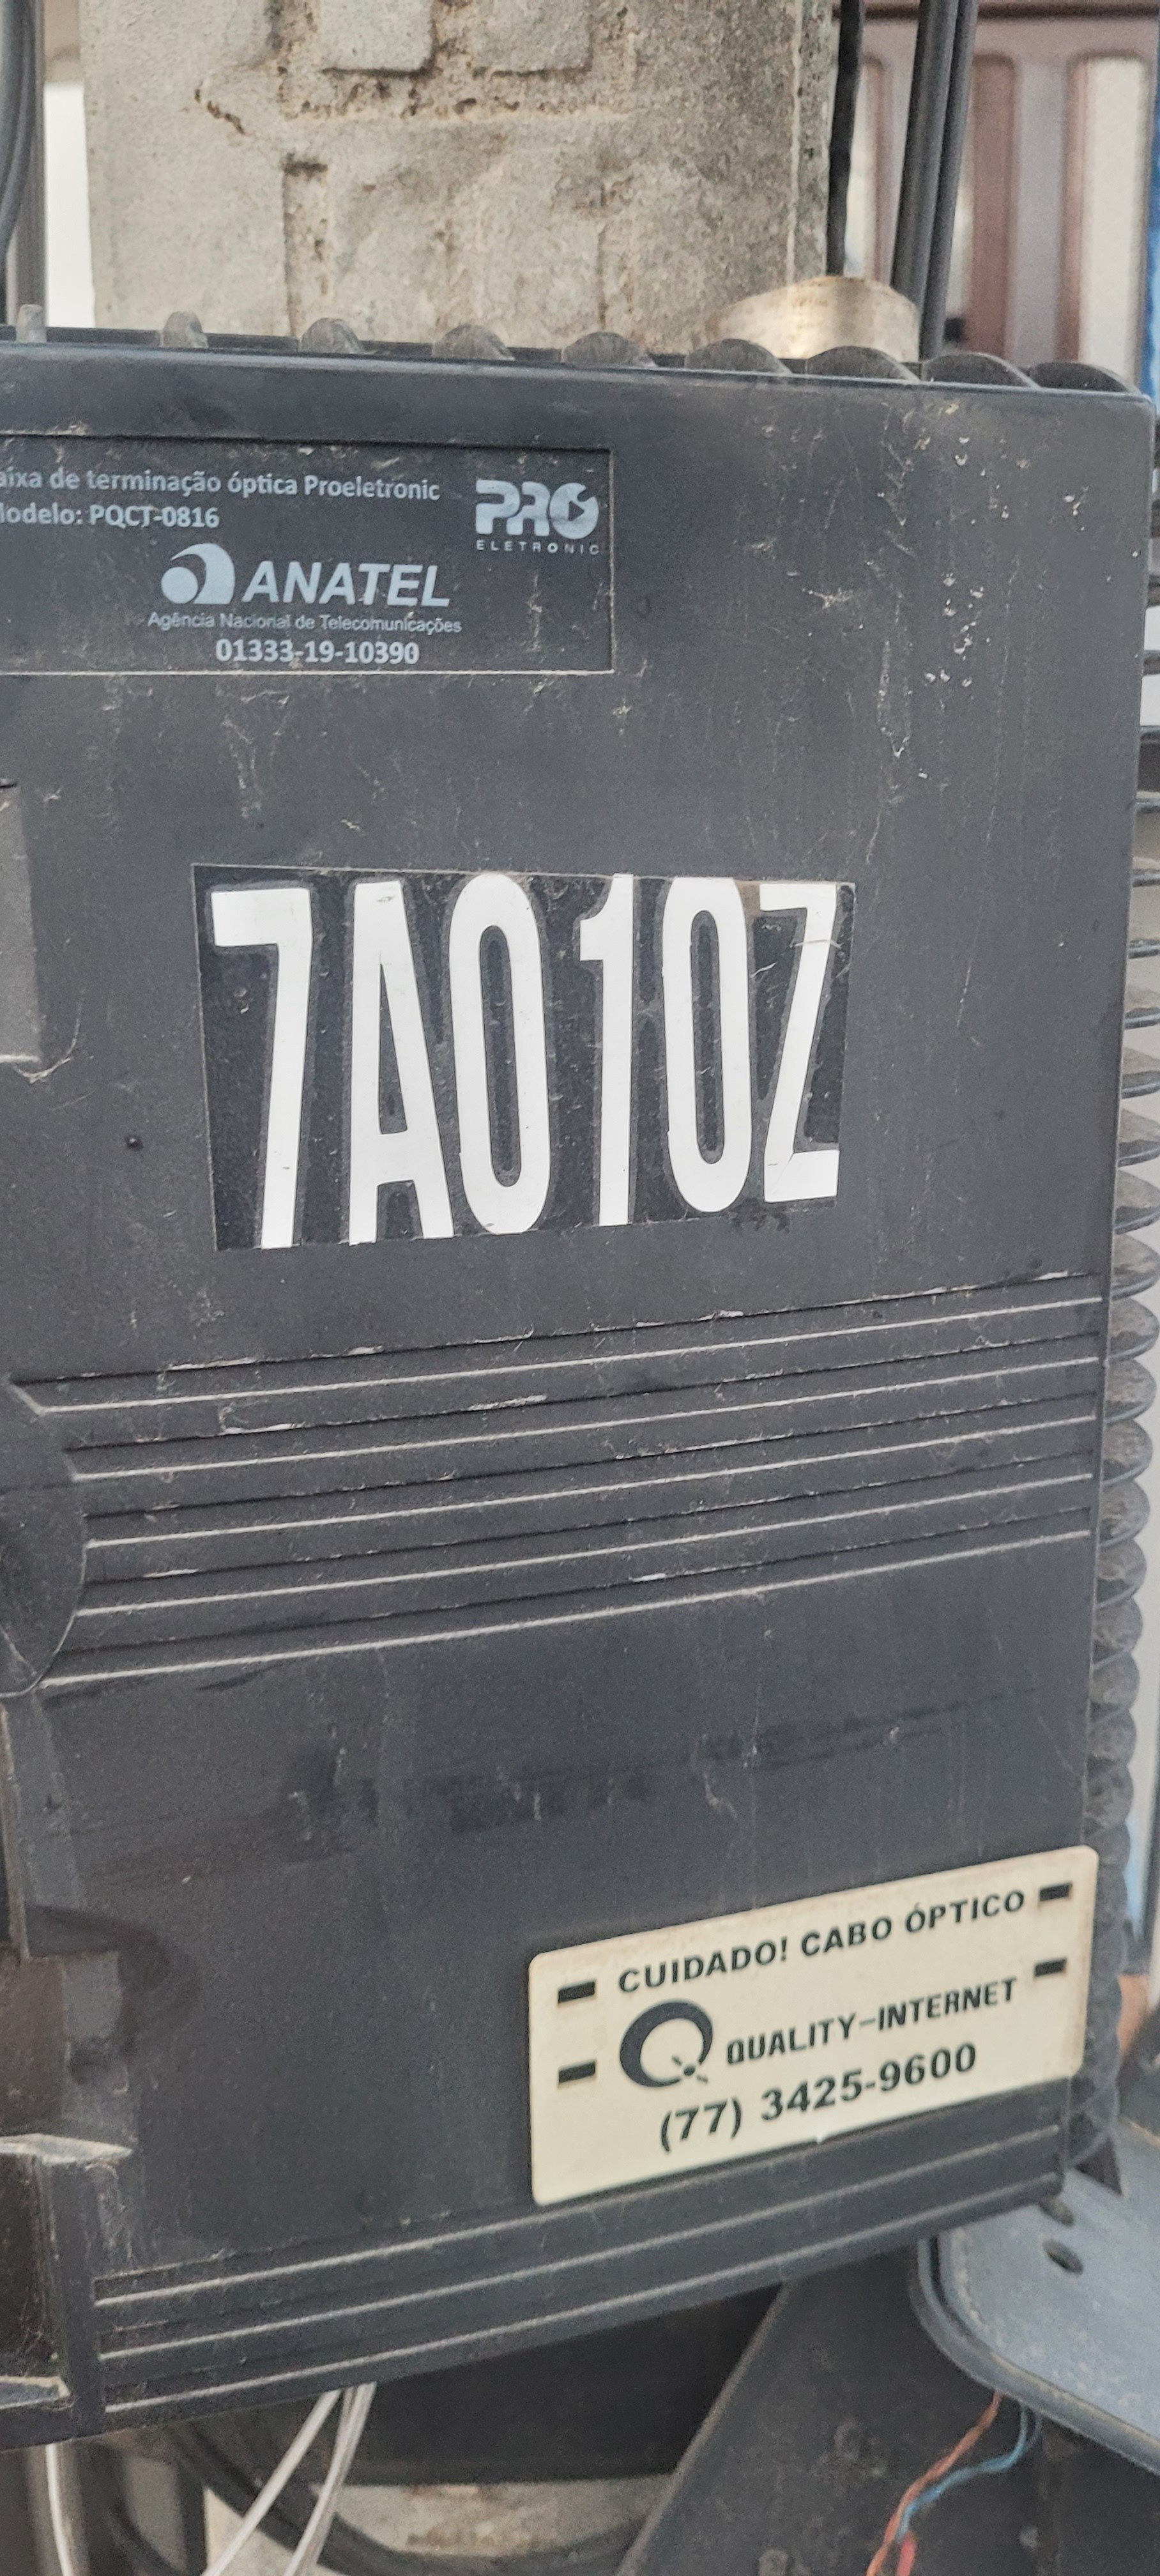 aixa de terminação óptica Proeletronic
Modelo: PQCT-0816
PRO
ELETRONIC
ANATEL
Agência Nacional de Telecomunicações
01333-19-10390
7A010Z
CUIDADO! CABO ÓPTICO
QUALITY-INTERNET
(77) 3425-9600